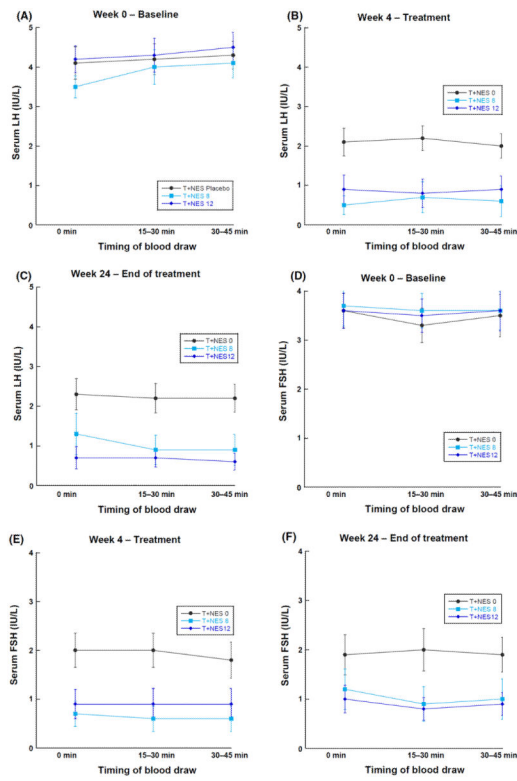 (A)
Week 0 – Baseline
5
4
3
2
1
0
Serum LH (IU/L)
T+NES Placebo
T+NES 8
T+NES 12
0 min
15–30 min
30–45 min
Timing of blood draw
(B)
Week 4 – Treatment
5
4
3
2
1
0
Serum LH (IU/L)
T+NES 0
T+NES 8
T+NES 12
0 min
15–30 min
30–45 min
Timing of blood draw
(C)
Week 24 – End of treatment
5
4
3
2
1
0
Serum LH (IU/L)
T+NES 0
T+NES 8
T+NES12
0 min
15–30 min
30–45 min
Timing of blood draw
(D)
Week 0 – Baseline
4
3
2
1
0
Serum FSH (IU/L)
T+NES 0
T+NES 8
T+NES12
0 min
15–30 min
30–45 min
Timing of blood draw
(E)
Week 4 – Treatment
4
3
2
1
0
Serum FSH (IU/L)
T+NES 0
T+NES 8
T+NES12
0 min
15–30 min
30–45 min
Timing of blood draw
(F)
Week 24 – End of treatment
4
3
2
1
0
Serum FSH (IU/L)
T+NES 0
T+NES 8
T+NES12
0 min
15–30 min
30–45 min
Timing of blood draw